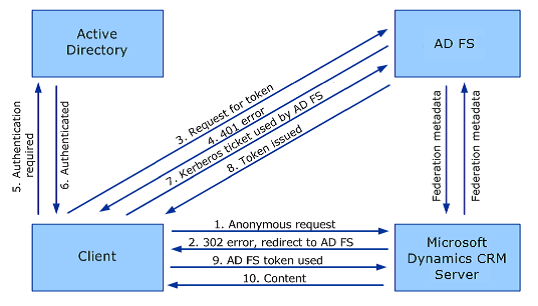 Active
Directory
AD FS
3. Request for token
4. 401 error
7. Kerberos ticket used by AD FS
8. Token issued
5. Authentication
required
6. Authenticated
Federation metadata
Federation metadata
1. Anonymous request
2. 302 error, redirect to AD FS
9. AD FS token used
10. Content
Client
Microsoft
Dynamics CRM
Server